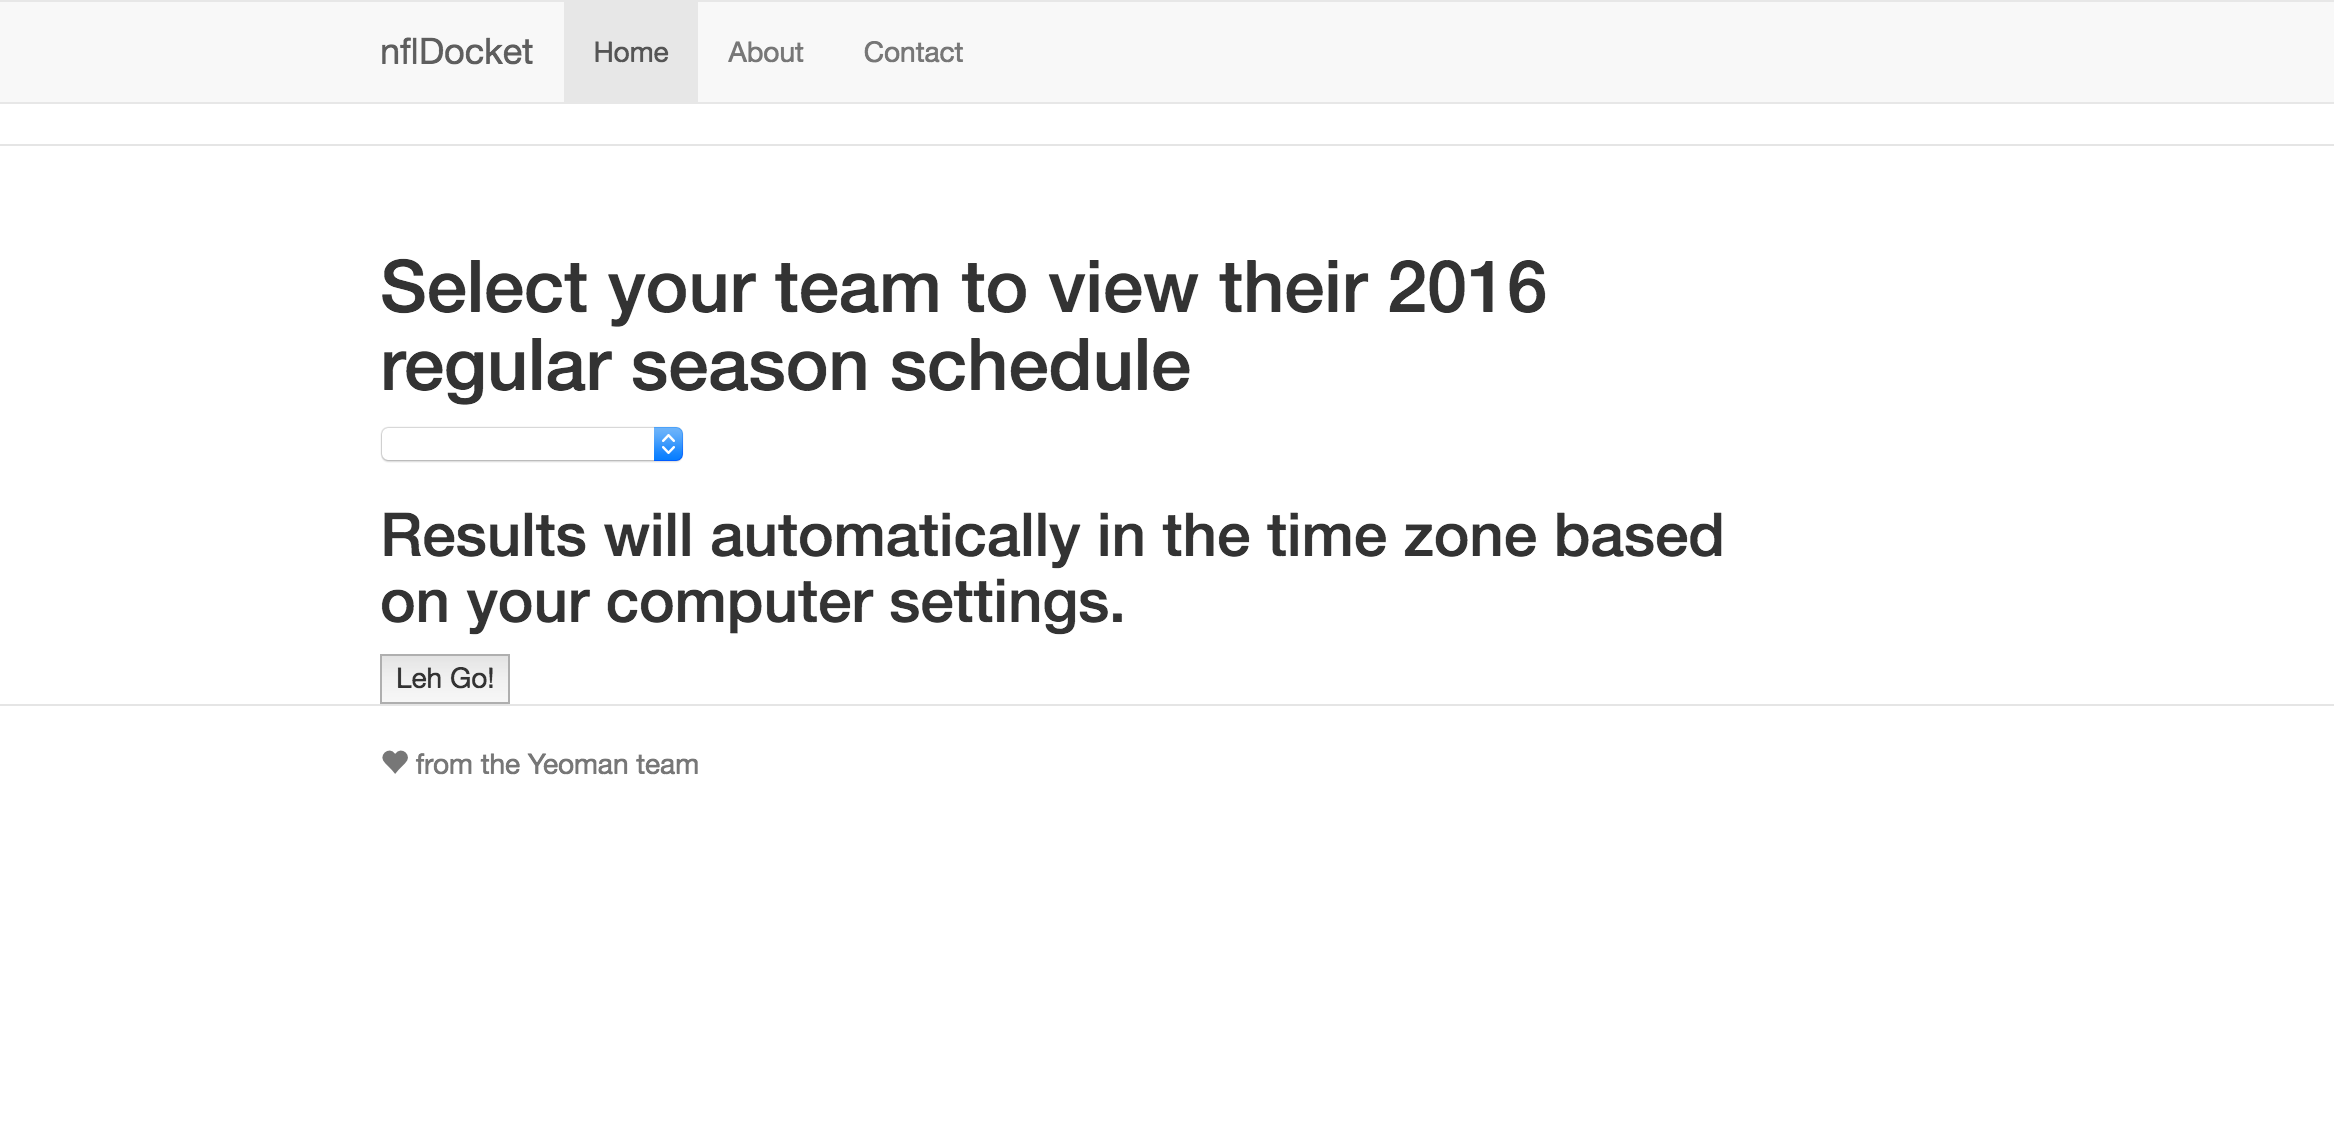 nflDocket Home About Contact
Select your team to view their 2016
regular season schedule
Results will automatically in the time zone based
on your computer settings.
Leh Go!
from the Yeoman team